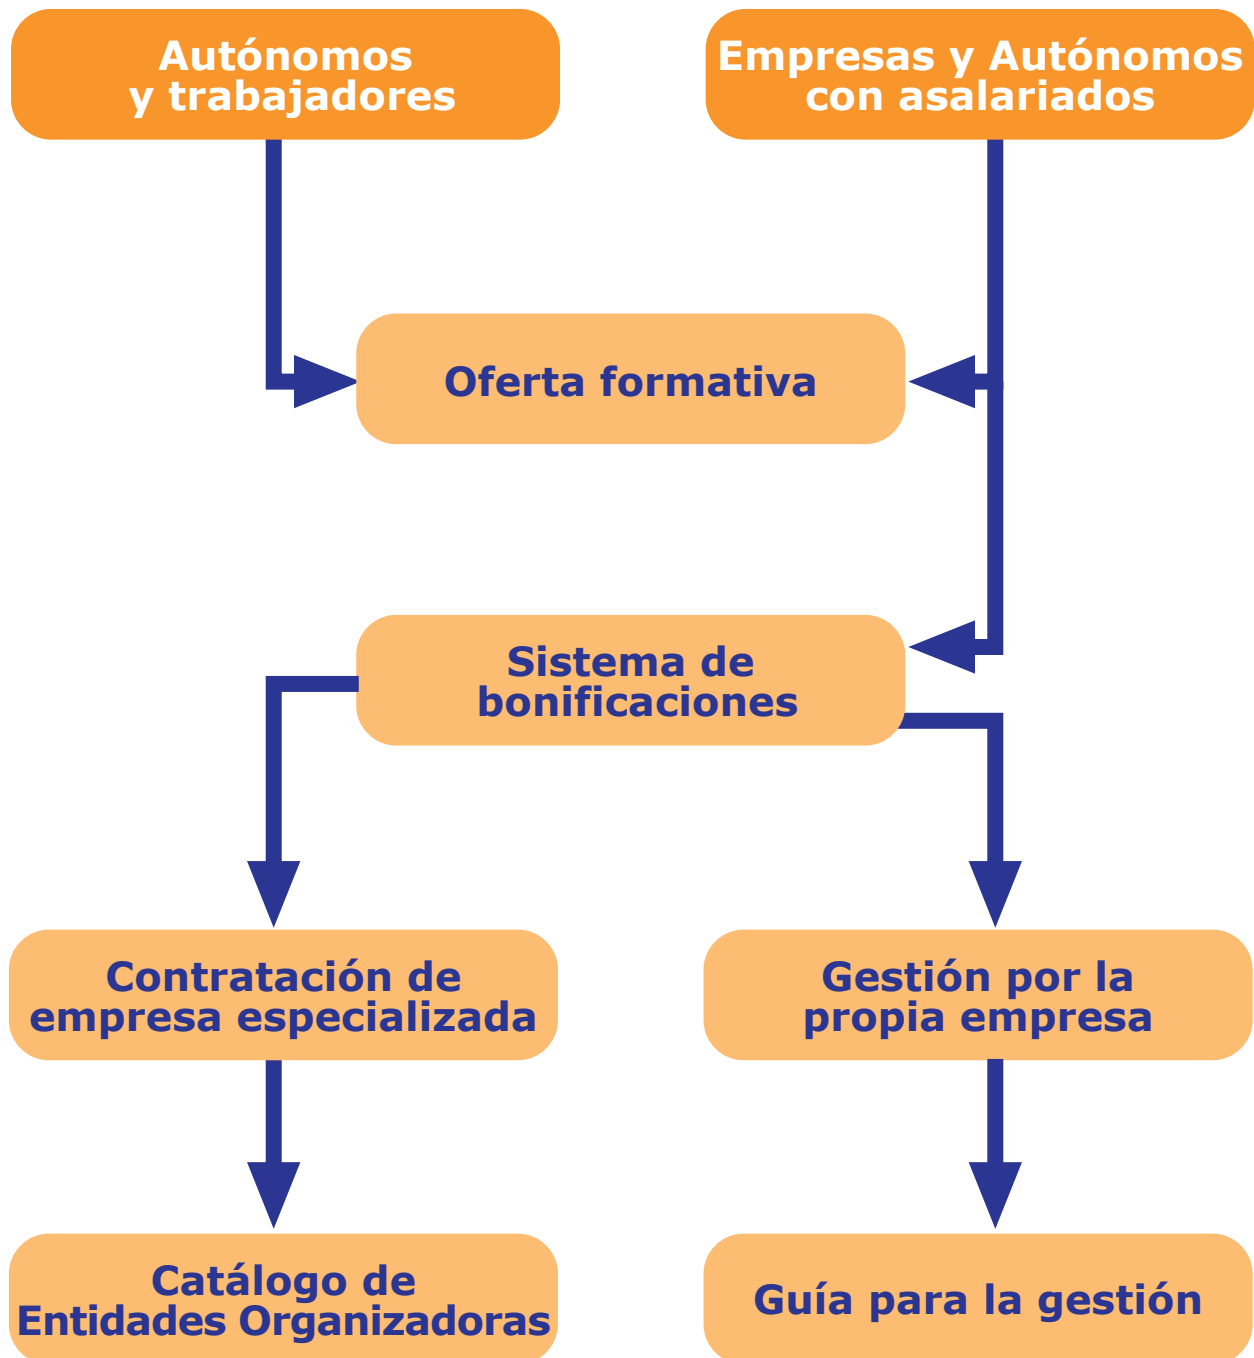 Autónomos
y trabajadores
Empresas y Autónomos
con asalariados
Oferta formativa
Sistema de
bonificaciones
Contratación de
empresa especializada
Gestión por la
propia empresa
Catálogo de
Entidades Organizadoras
Guía para la gestión